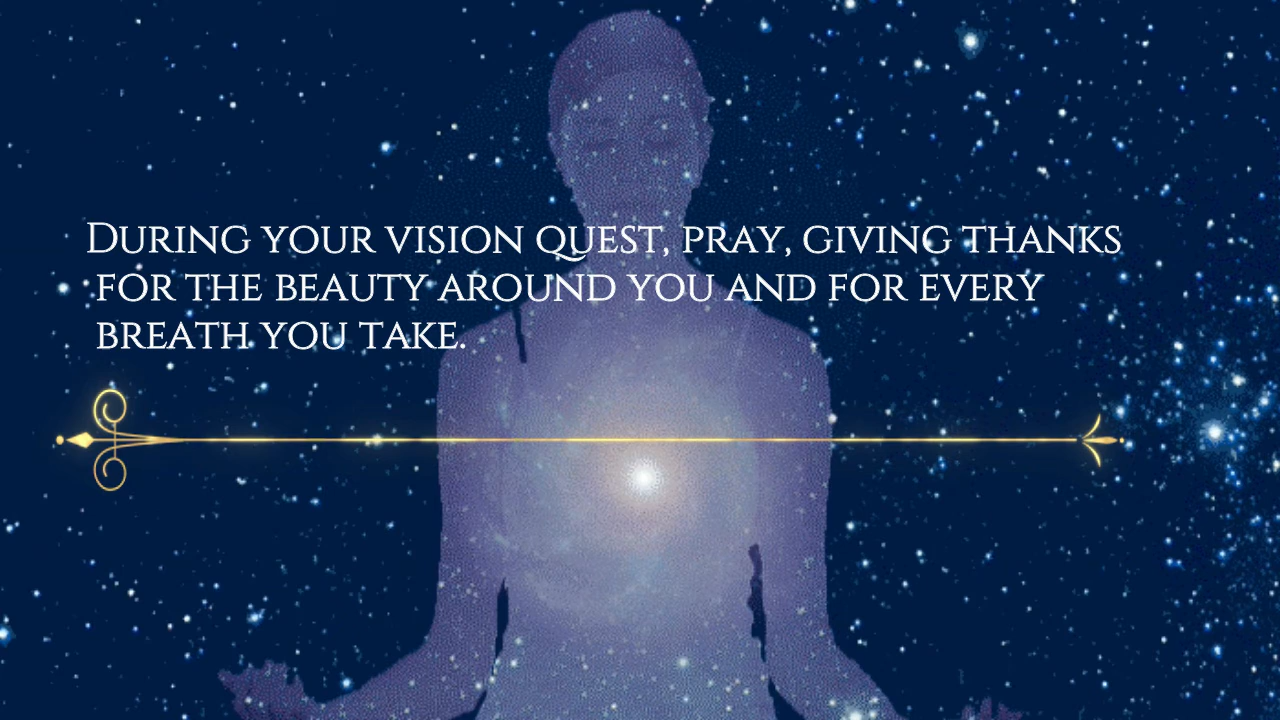 During your vision quest, pray, giving thanks
for the beauty around you and for every
breath you take.